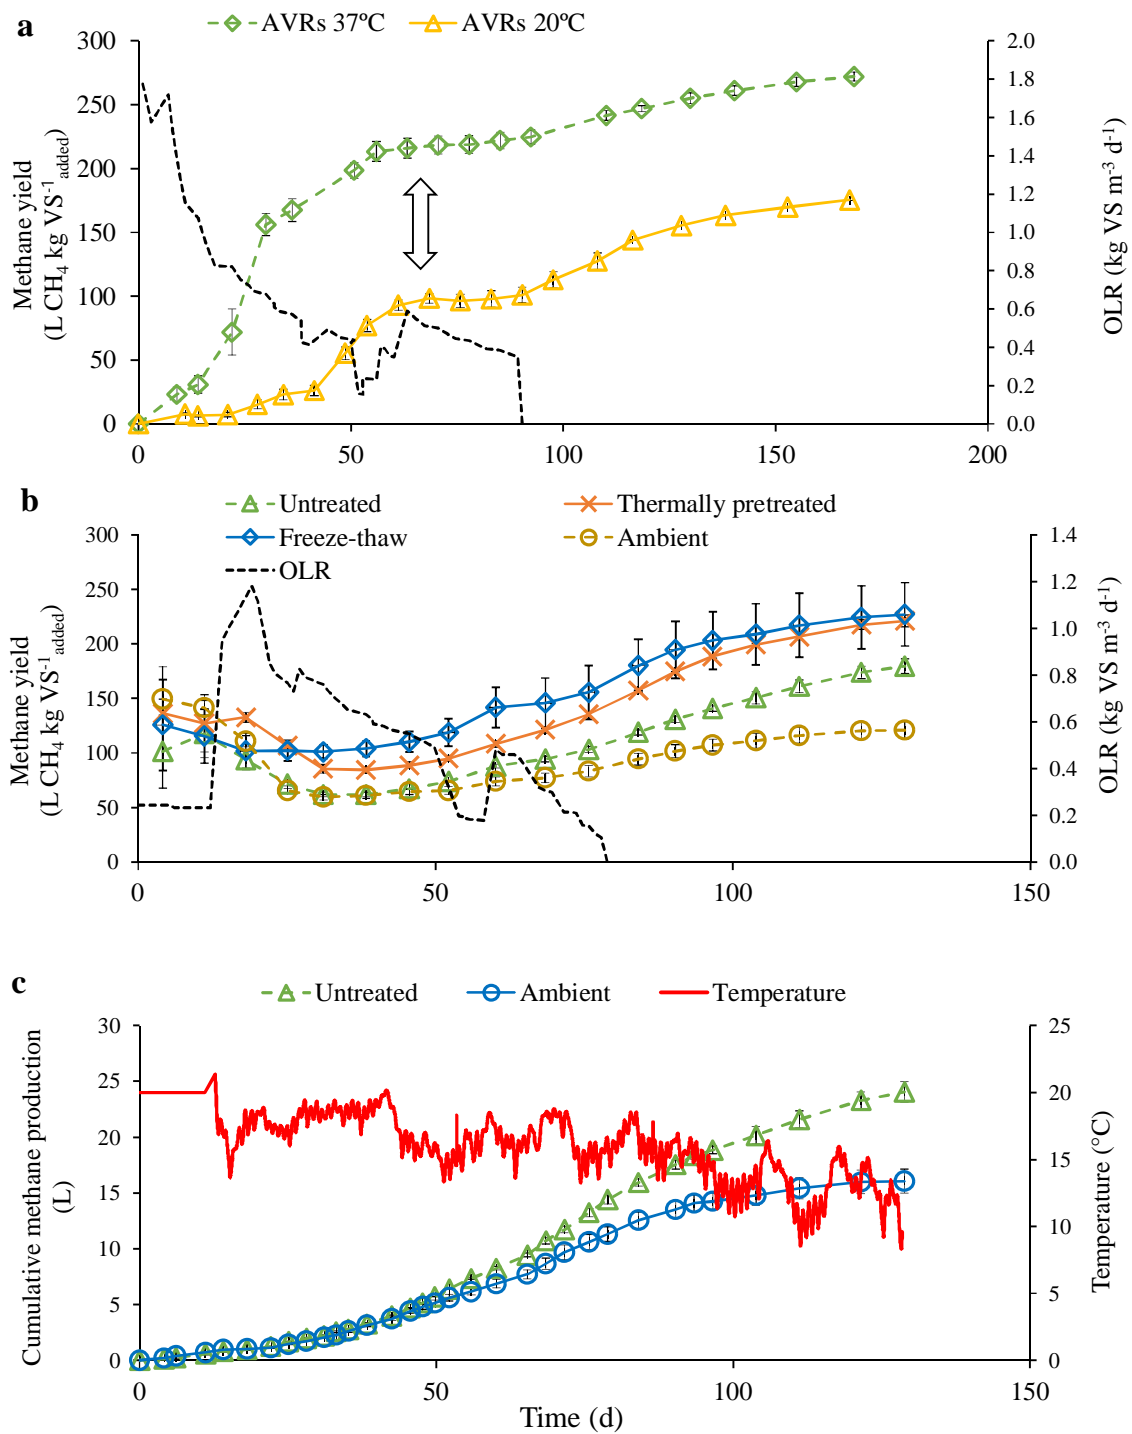 a
AVRs 37ºC AVRs 20ºC
Methane yield
(L CH4 kg VS-1added)
300
250
200
150
100
50
0
2.0
1.8
1.6
1.4
1.2
1.0
0.8
0.6
0.4
0.2
0.0
OLR (kg VS m-3 d-1)
0 50 100 150 200
b
Untreated Thermally pretreated
Freeze-thaw Ambient
OLR
Methane yield
(L CH4 kg VS-1added)
300
250
200
150
100
50
0
1.4
1.2
1.0
0.8
0.6
0.4
0.2
0.0
OLR (kg VS m-3 d-1)
0 50 100 150
c
Untreated Ambient Temperature
Cumulative methane production
(L)
30
25
20
15
10
5
0
25
20
15
10
5
0
Temperature (°C)
0 50 100 150
Time (d)